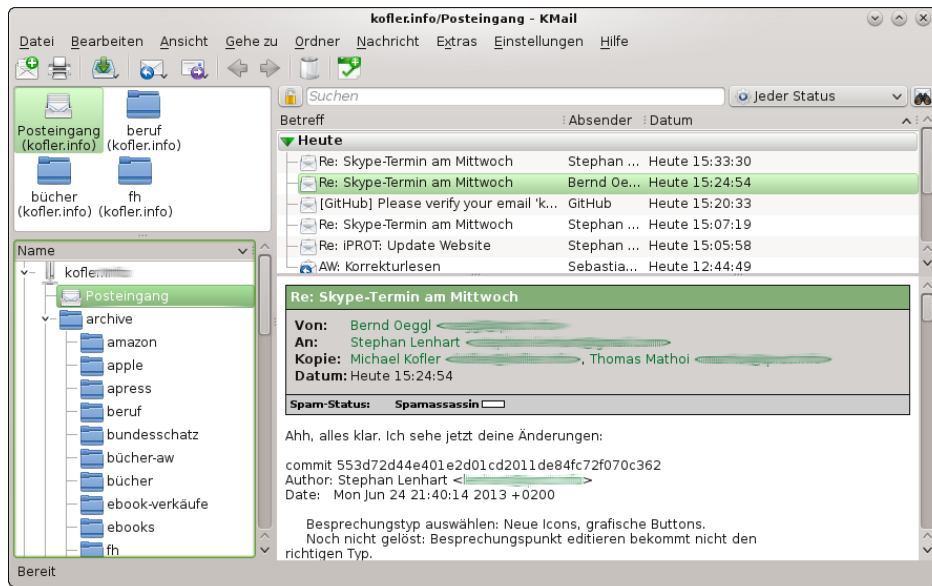 kofler.info/Posteingang - KMail
Datei Bearbeiten Ansicht Gehe zu Ordner Nachricht Extras Einstellungen Hilfe
Posteingang (kofler.info)
beruf (kofler.info)
bücher (kofler.info)
fh (kofler.info)
Name
kofle
Posteingang
archive
amazon
apple
apress
beruf
bundesschatz
bücher-aw
bücher
ebook-verkäufe
ebooks
fh
Suchen
Jeder Status
Betreff Absender Datum
Heute
Re: Skype-Termin am Mittwoch Stephan ... Heute 15:33:30
Re: Skype-Termin am Mittwoch Bernd Oe... Heute 15:24:54
[GitHub] Please verify your email 'k... GitHub Heute 15:20:33
Re: Skype-Termin am Mittwoch Stephan ... Heute 15:07:19
Re: iPROT: Update Website Stephan ... Heute 15:05:58
AW: Korrekturlesen Sebastia... Heute 12:44:49
Re: Skype-Termin am Mittwoch
Von: Bernd Oeggl <
An: Stephan Lenhart
Kopie: Michael Kofler , Thomas Mathoi
Datum: Heute 15:24:54
Spam-Status: Spamassassin
Ahh, alles klar. Ich sehe jetzt deine Änderungen:
commit 553d72d44e401e2d01cd2011de84fc72f070c362
Author: Stephan Lenhart < >
Date: Mon Jun 24 21:40:14 2013 +0200
Besprechungstyp auswählen: Neue Icons, grafische Buttons.
Noch nicht gelöst: Besprechungspunkt editieren bekommt nicht den
richtigen Typ.
Bereit